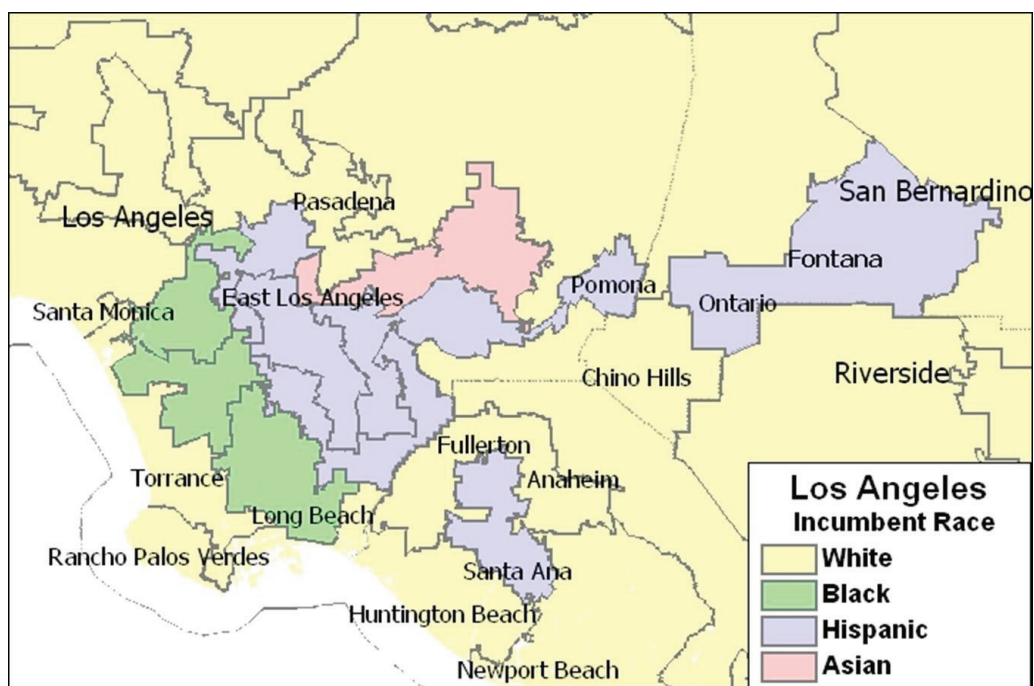 Pasadena
San Bernardino
Los Angeles
Fontana
Pomona
East Los Angeles
Ontario
Santa Monica
Chino Hills
Riverside
Fullerton
Torrance
Anaheim
Long Beach
Rancho Palos Verdes
Santa Ana
Huntington Beach
Newport Beach
Los Angeles
Incumbent Race
White
Black
Hispanic
Asian